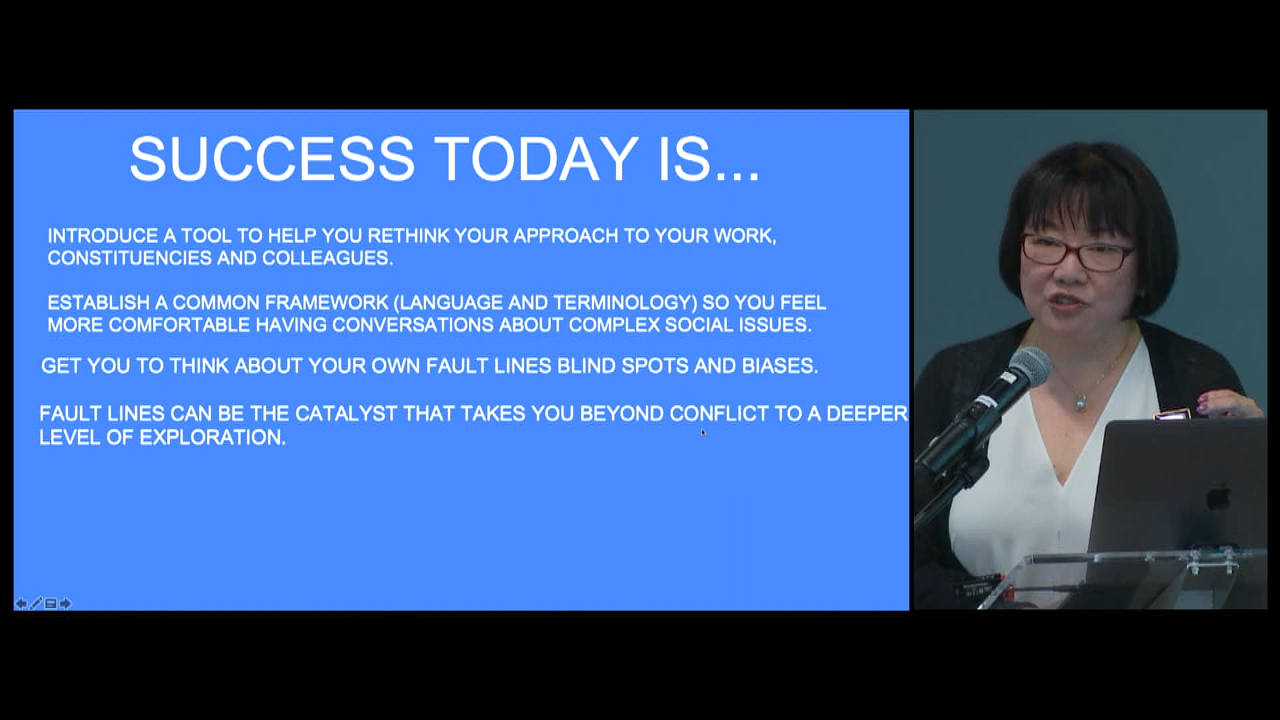 SUCCESS TODAY IS...
INTRODUCE A TOOL TO HELP YOU RETHINK YOUR APPROACH TO YOUR WORK,
CONSTITUENCIES AND COLLEAGUES.
ESTABLISH A COMMON FRAMEWORK (LANGUAGE AND TERMINOLOGY) SO YOU FEEL
MORE COMFORTABLE HAVING CONVERSATIONS ABOUT COMPLEX SOCIAL ISSUES.
GET YOU TO THINK ABOUT YOUR OWN FAULT LINES BLIND SPOTS AND BIASES.
FAULT LINES CAN BE THE CATALYST THAT TAKES YOU BEYOND CONFLICT TO A DEEPER
LEVEL OF EXPLORATION.